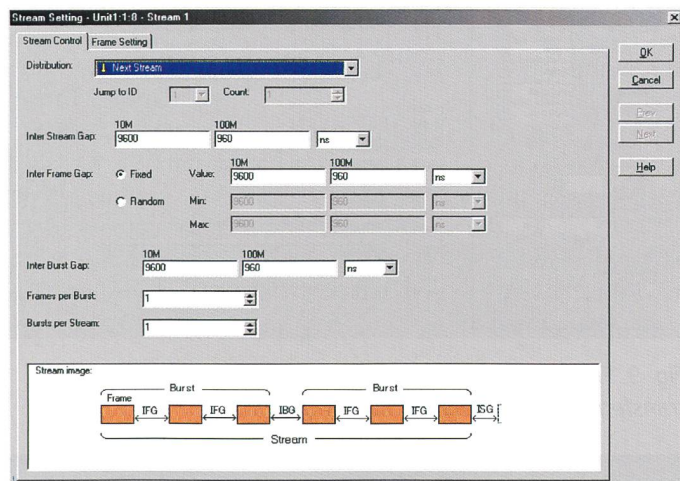 Stream Setting - Unit1:1:8 - Stream 1
Stream Control Frame Setting
Distribution: Next Stream
Jump to ID 1 Count: 1
10M 100M
Inter Stream Gap: 9600 960 ns
10M 100M
Inter Frame Gap: Fixed Value: 9600 960 ns
Random Min: 9600 960 ns
Max: 9600 960 ns
10M 100M
Inter Burst Gap: 9600 960 ns
Frames per Burst: 1
Bursts per Stream: 1
Stream image:
Burst Burst
Frame
IFG IFG IBG IFG IFG ISG
Stream
OK
Cancel
Prev
Next
Help